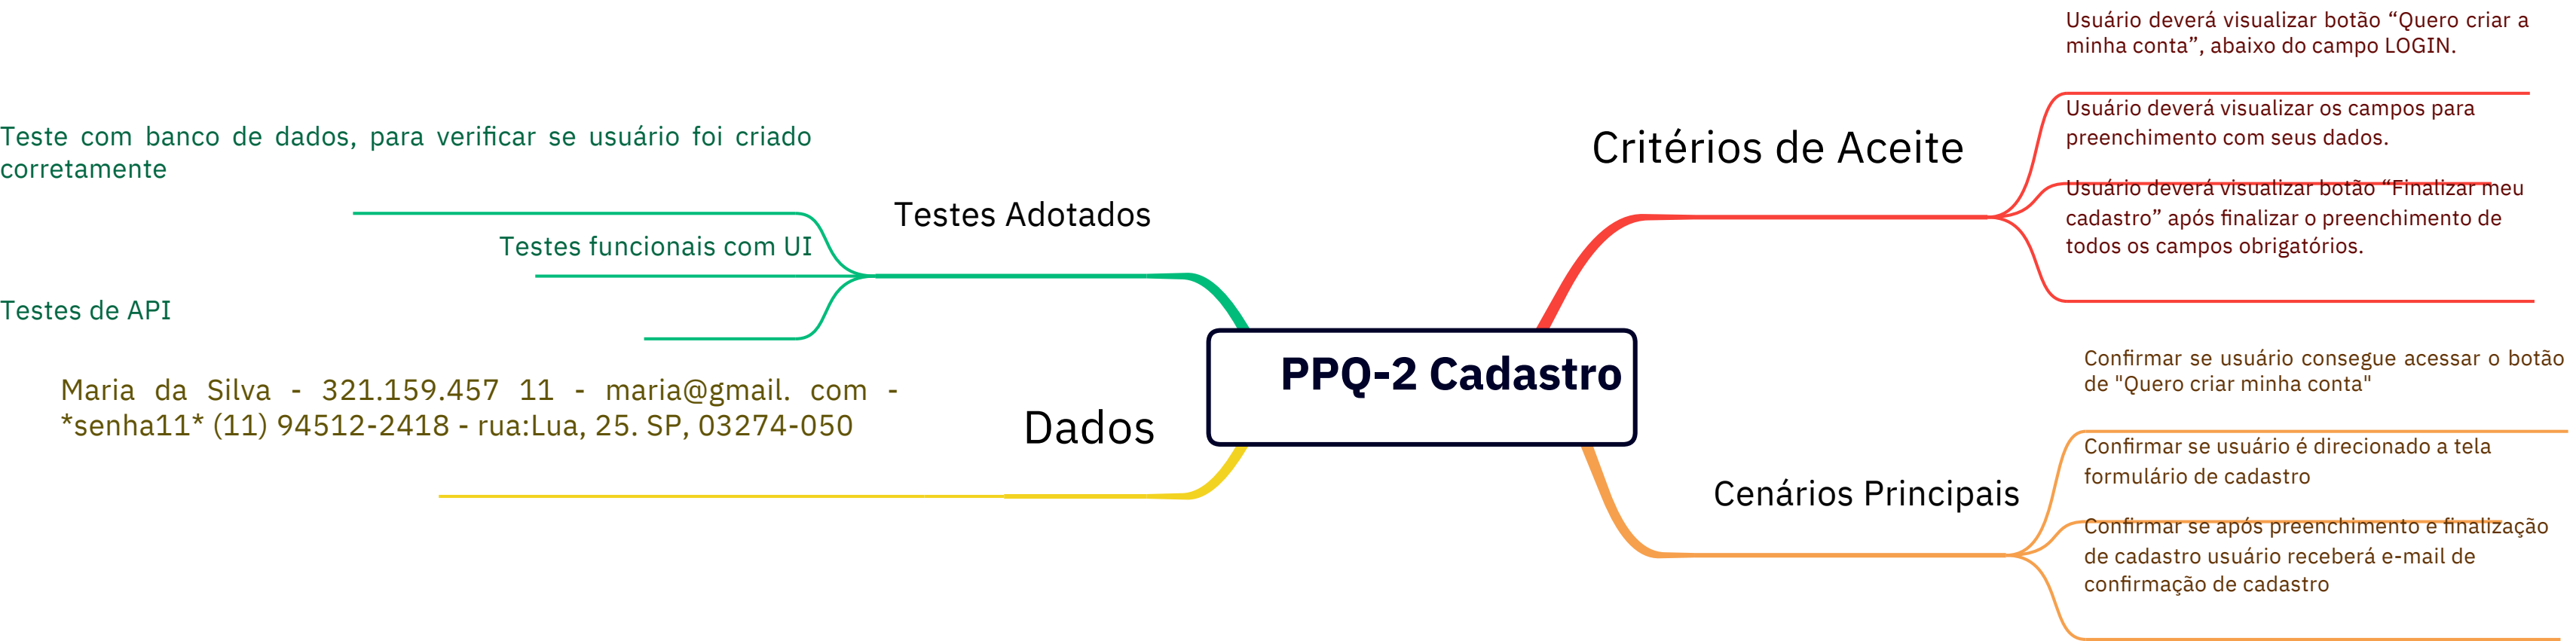 Teste com banco de dados, para verificar se usuário foi criado
corretamente
Testes funcionais com UI
Testes de API
Testes Adotados
Maria da Silva - 321.159.457 11 - maria@gmail. com -
*senha11* (11) 94512-2418 - rua:Lua, 25. SP, 03274-050
Dados
PPQ-2 Cadastro
Critérios de Aceite
Usuário deverá visualizar botão “Quero criar a
minha conta”, abaixo do campo LOGIN.
Usuário deverá visualizar os campos para
preenchimento com seus dados.
Usuário deverá visualizar botão “Finalizar meu
cadastro” após finalizar o preenchimento de
todos os campos obrigatórios.
Cenários Principais
Confirmar se usuário consegue acessar o botão
de "Quero criar minha conta"
Confirmar se usuário é direcionado a tela
formulário de cadastro
Confirmar se após preenchimento e finalização
de cadastro usuário receberá e-mail de
confirmação de cadastro